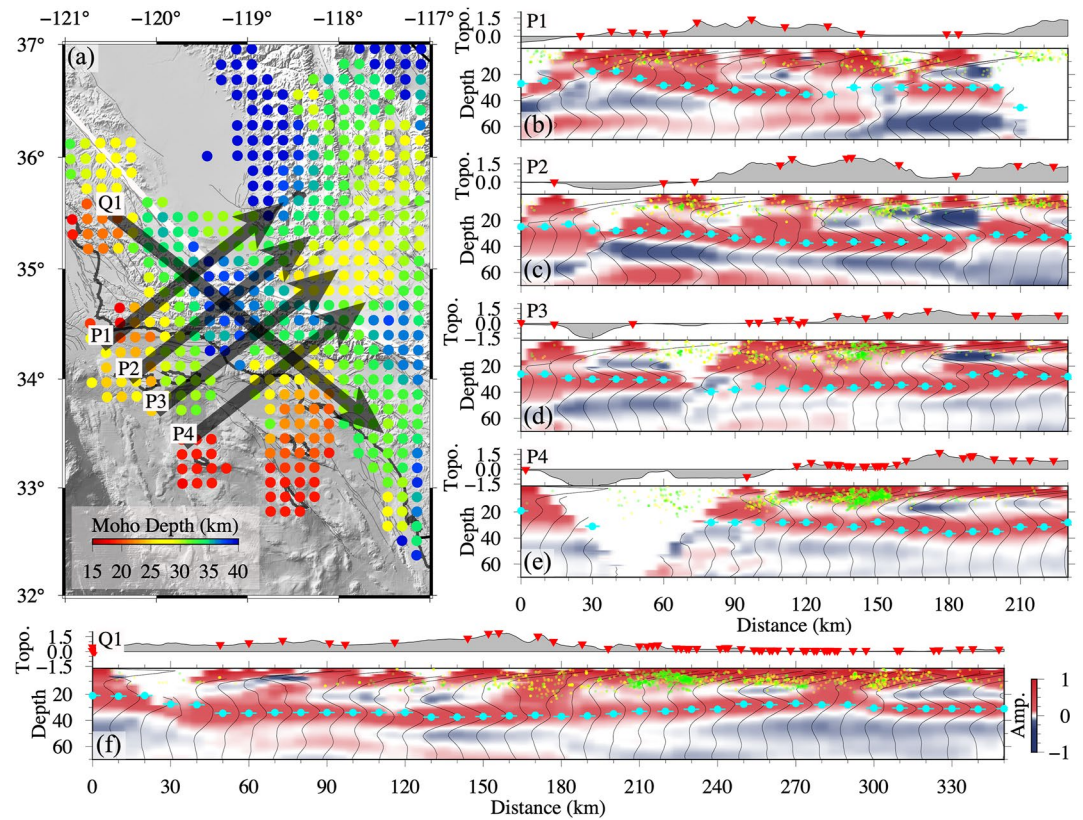 −121° −120° −119° −118° −117°
37°
36°
35°
34°
33°
32°
(a)
Q1
P1
P2
P3
P4
Moho Depth (km)
15 20 25 30 35 40
P1
Topo.
1.5
0.0
Depth
20
40
60
(b)
P2
Topo.
1.5
0.0
Depth
20
40
60
(c)
P3
Topo.
1.5
0.0
−1.5
Depth
20
40
60
(d)
P4
Topo.
1.5
0.0
−1.5
Depth
20
40
60
(e)
0 30 60 90 120 150 180 210
Distance (km)
Q1
Topo.
1.5
0.0
−1.5
Depth
20
40
60
(f)
0 30 60 90 120 150 180 210 240 270 300 330
Distance (km)
Amp.
1
0
−1